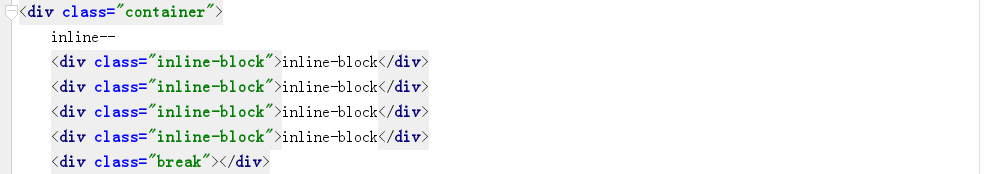 <div class="container">
inline--
<div class="inline-block">inline-block</div>
<div class="inline-block">inline-block</div>
<div class="inline-block">inline-block</div>
<div class="inline-block">inline-block</div>
<div class="break"></div>